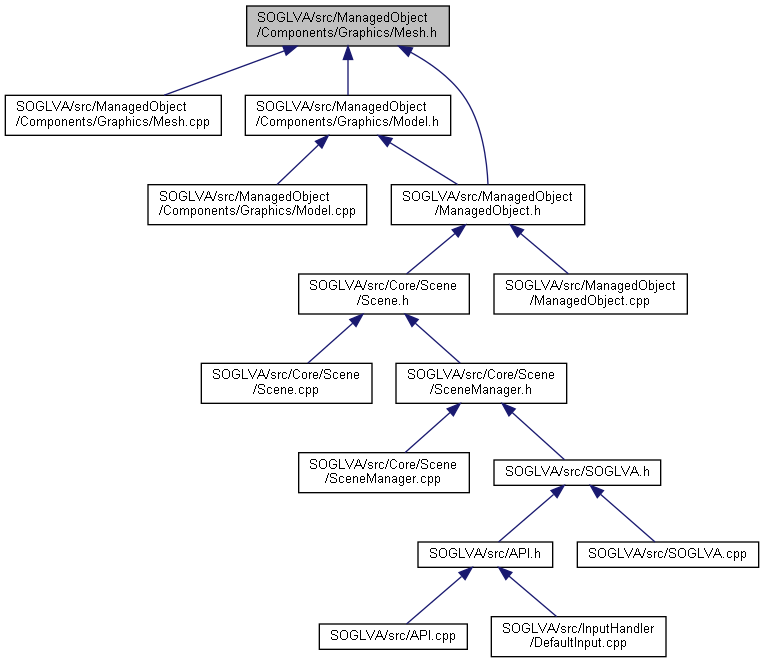 SOGLVA/src/ManagedObject
/Components/Graphics/Mesh.h
SOGLVA/src/ManagedObject
/Components/Graphics/Mesh.cpp
SOGLVA/src/ManagedObject
/Components/Graphics/Model.h
SOGLVA/src/ManagedObject
/Components/Graphics/Model.cpp
SOGLVA/src/ManagedObject
/ManagedObject.h
SOGLVA/src/Core/Scene
/Scene.h
SOGLVA/src/ManagedObject
/ManagedObject.cpp
SOGLVA/src/Core/Scene
/Scene.cpp
SOGLVA/src/Core/Scene
/SceneManager.h
SOGLVA/src/Core/Scene
/SceneManager.cpp
SOGLVA/src/SOGLVA.h
SOGLVA/src/API.h
SOGLVA/src/SOGLVA.cpp
SOGLVA/src/API.cpp
SOGLVA/src/InputHandler
/DefaultInput.cpp